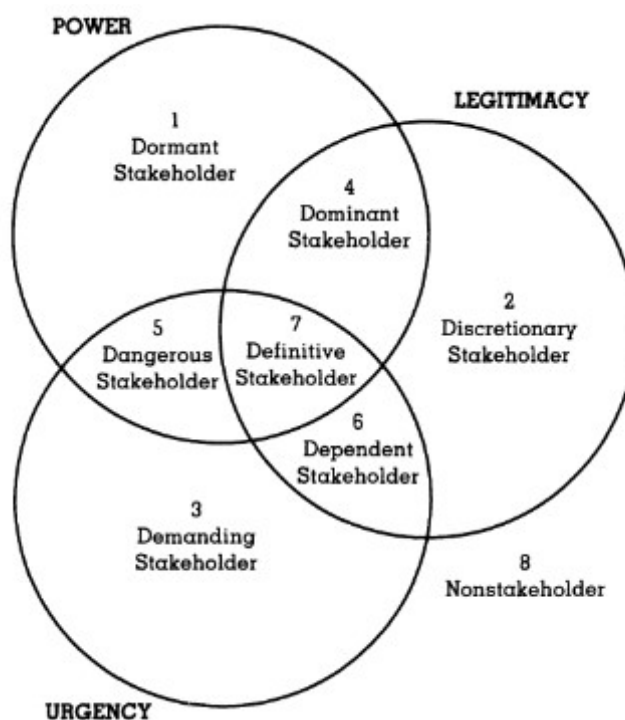 POWER
LEGITIMACY
1
Dormant
Stakeholder
4
Dominant
Stakeholder
2
Discretionary
Stakeholder
5
Dangerous
Stakeholder
7
Definitive
Stakeholder
6
Dependent
Stakeholder
3
Demanding
Stakeholder
8
Nonstakeholder
URGENCY